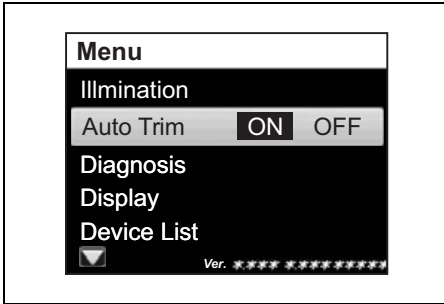 Menu
Illmination
Auto Trim ON OFF
Diagnosis
Display
Device List
Ver. **** **********